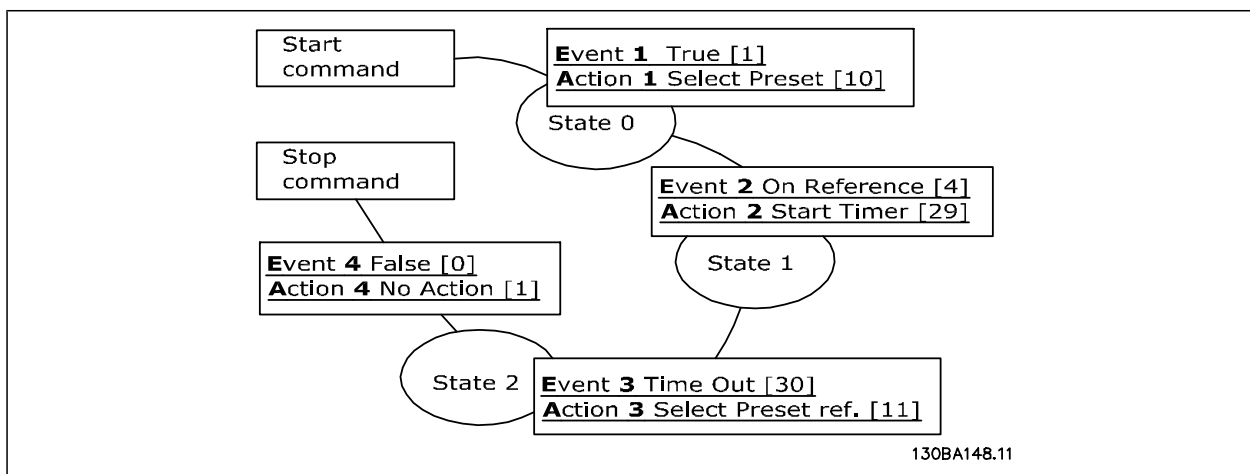 Start
command
Event 1 True [1]
Action 1 Select Preset [10]
State 0
Stop
command
Event 2 On Reference [4]
Action 2 Start Timer [29]
State 1
Event 4 False [0]
Action 4 No Action [1]
State 2
Event 3 Time Out [30]
Action 3 Select Preset ref. [11]
130BA148.11